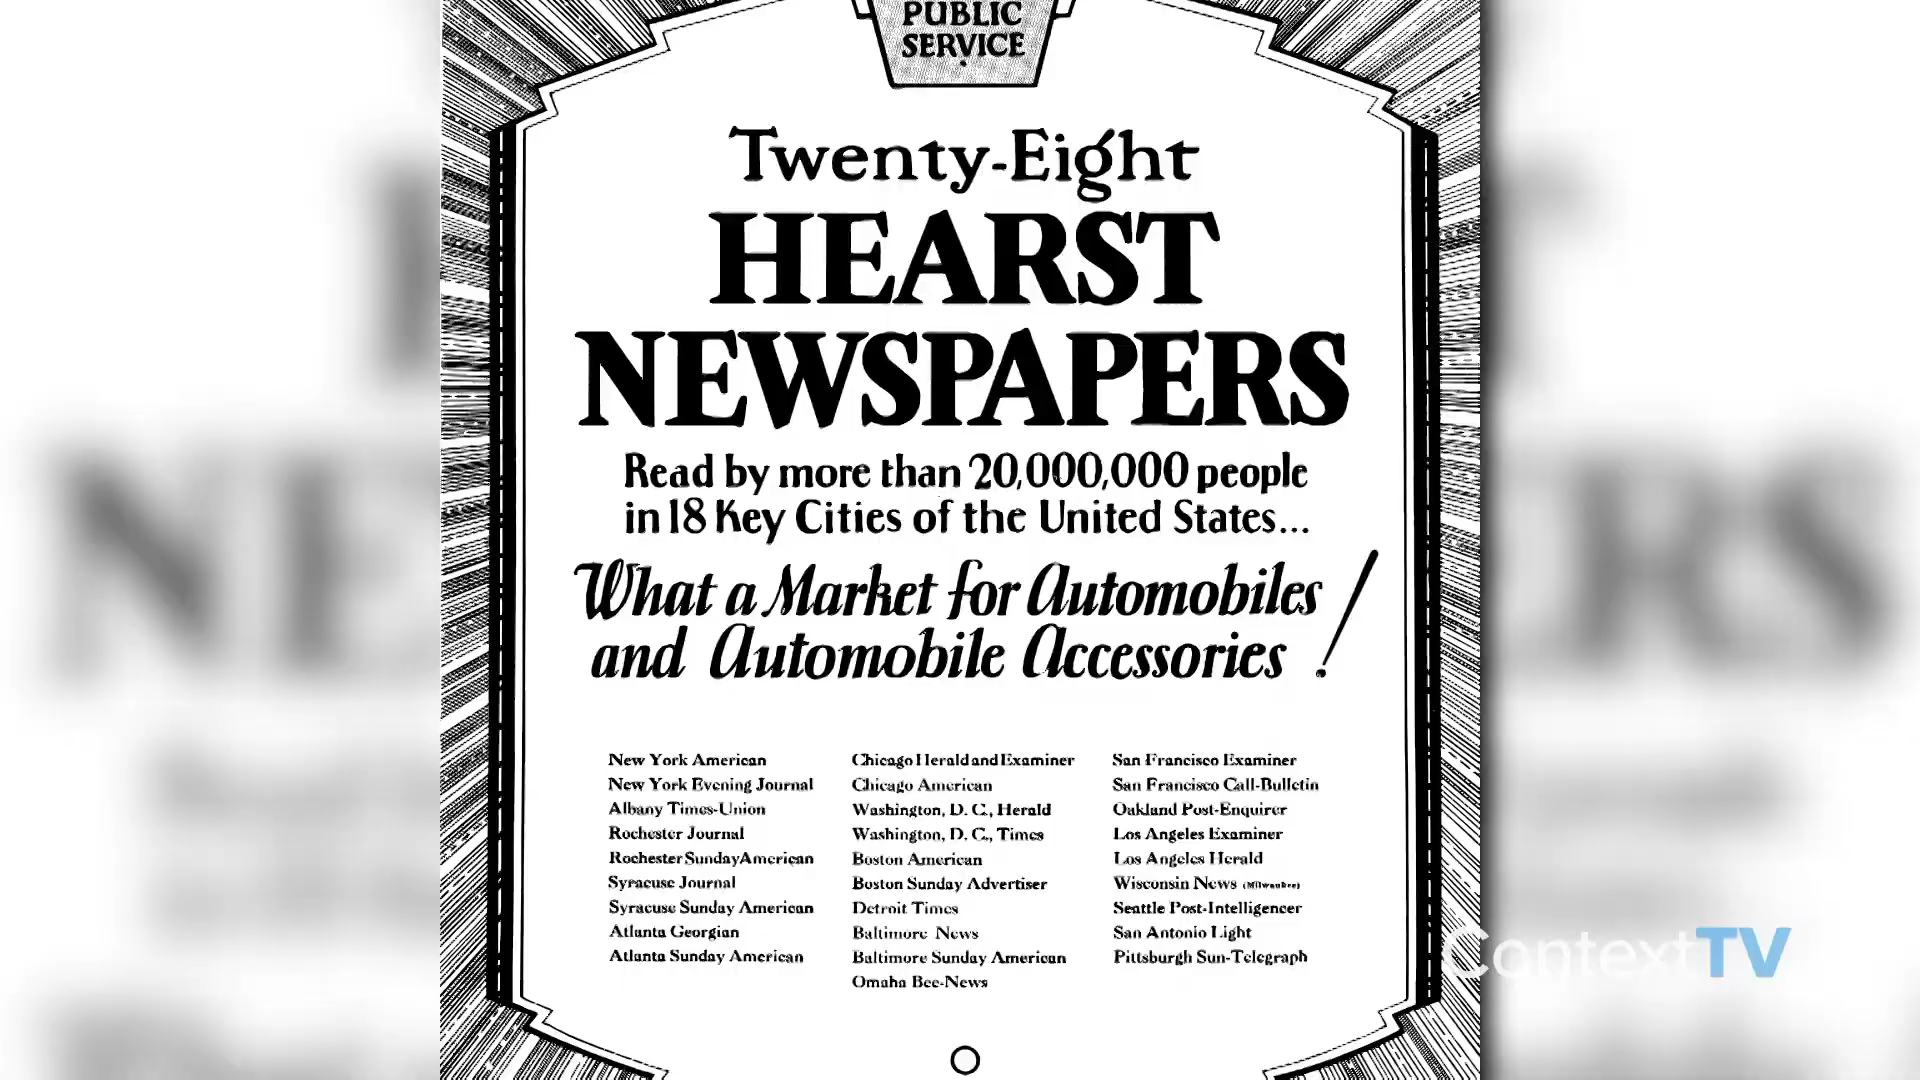 PUBLIC
SERVICE
Twenty-Eight
HEARST
NEWSPAPERS
Read by more than 20,000,000 people
in 18 Key Cities of the United States...
What a Market for Automobiles
and Automobile Accessories!
New York American
New York Evening Journal
Albany Times-Union
Rochester Journal
Rochester Sunday American
Syracuse Journal
Syracuse Sunday American
Atlanta Georgian
Atlanta Sunday American
Chicago Herald and Examiner
Chicago American
Washington, D. C., Herald
Washington, D. C., Times
Boston American
Boston Sunday Advertiser
Detroit Times
Baltimore News
Baltimore Sunday American
Omaha Bee-News
San Francisco Examiner
San Francisco Call-Bulletin
Oakland Post-Enquirer
Los Angeles Examiner
Los Angeles Herald
Wisconsin News (Milwaukee)
Seattle Post-Intelligencer
San Antonio Light
Pittsburgh Sun-Telegraph
ContextTV